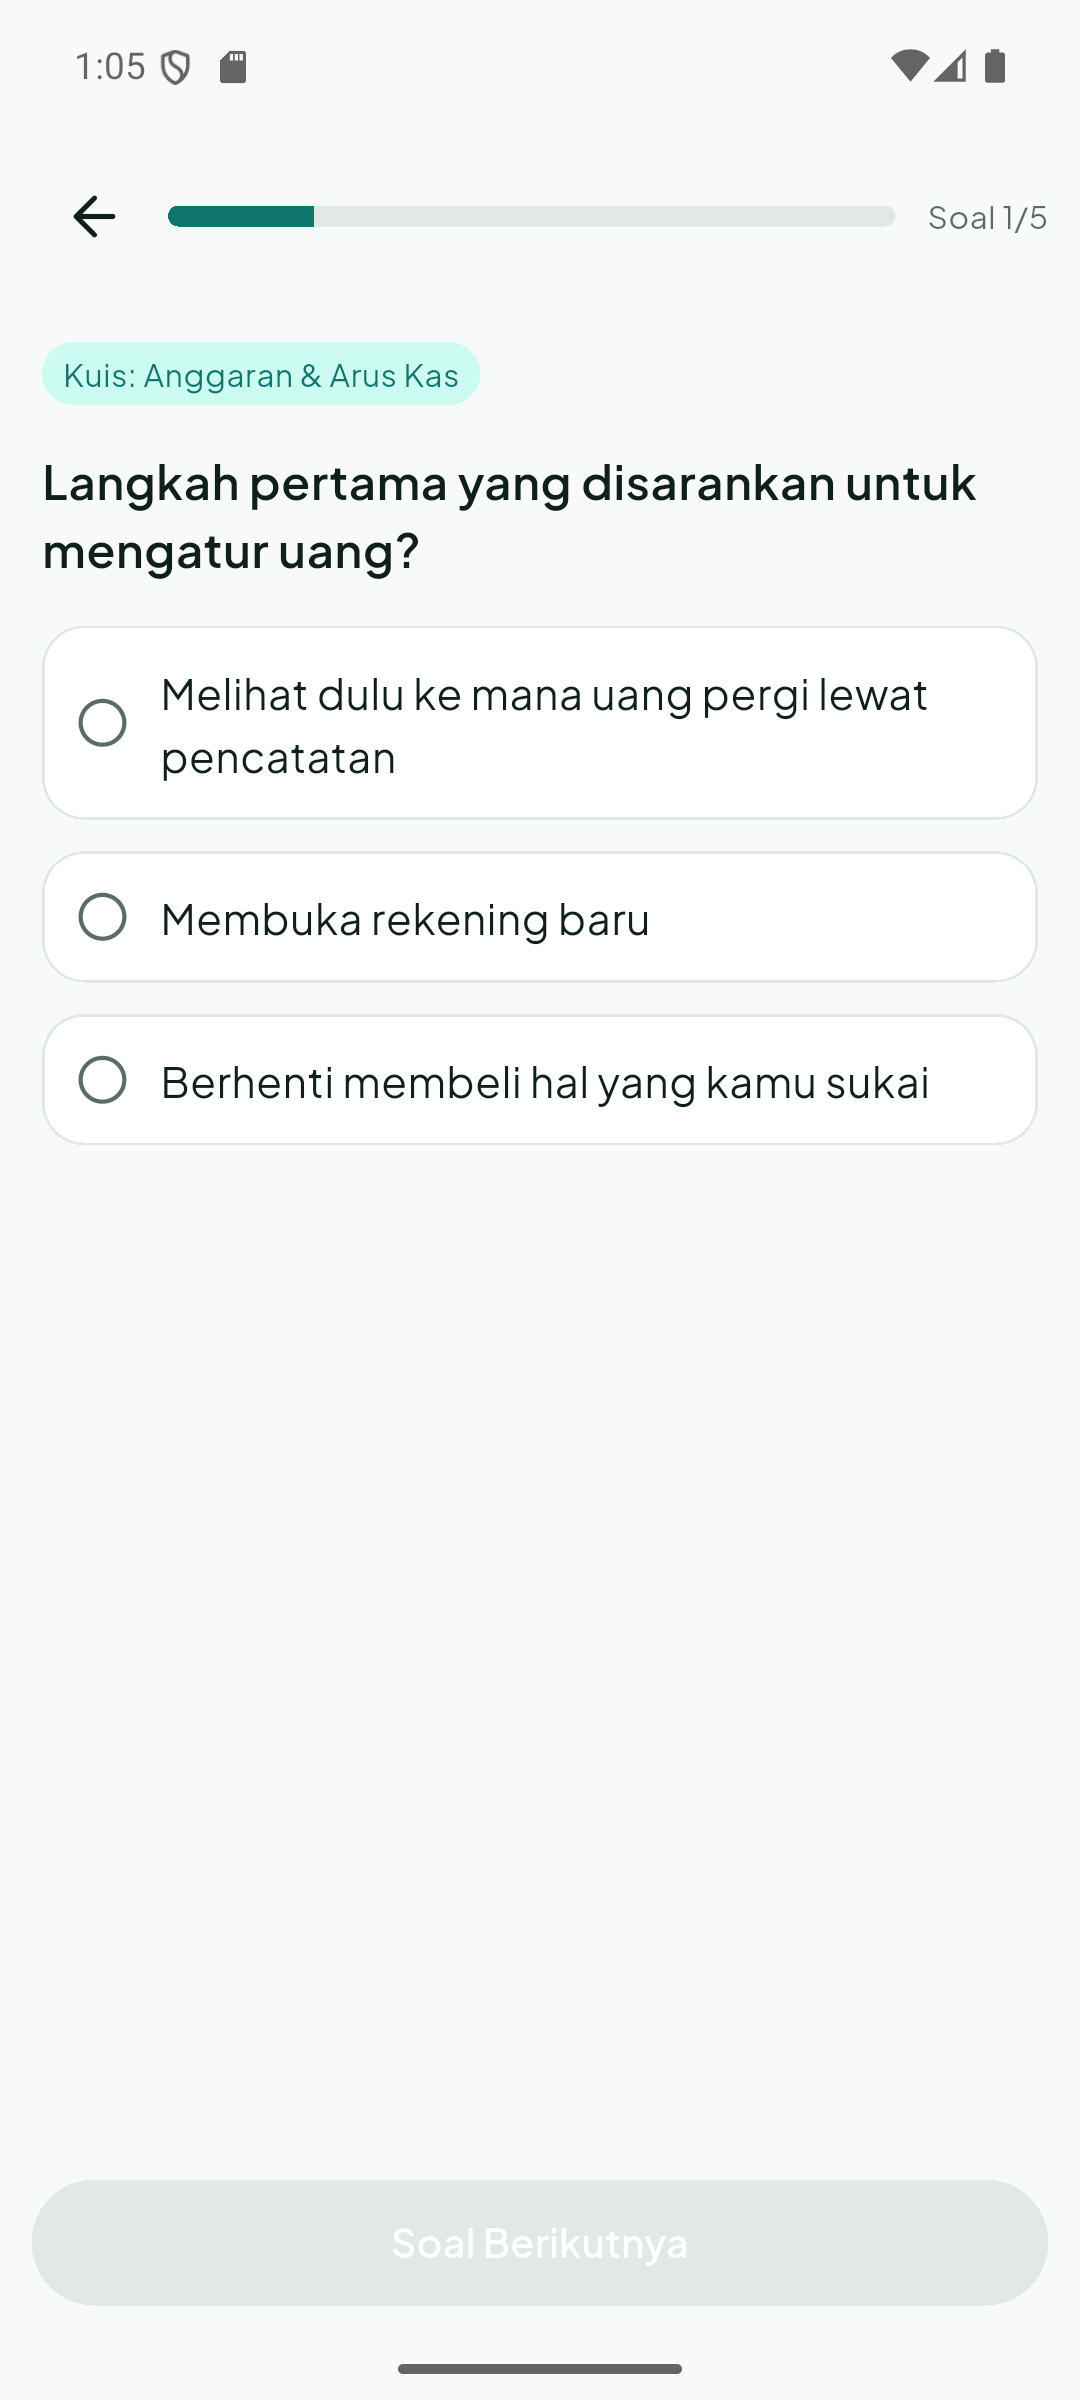 1:05
Soal 1/5
Kuis: Anggaran & Arus Kas
Langkah pertama yang disarankan untuk
mengatur uang?
Melihat dulu ke mana uang pergi lewat
pencatatan
Membuka rekening baru
Berhenti membeli hal yang kamu sukai
Soal Berikutnya